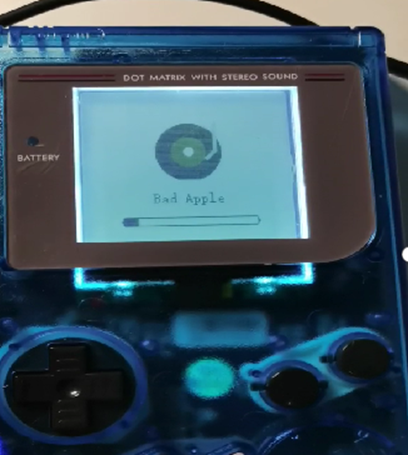 DOT MATRIX WITH STEREO SOUND
BATTERY
Bad Apple